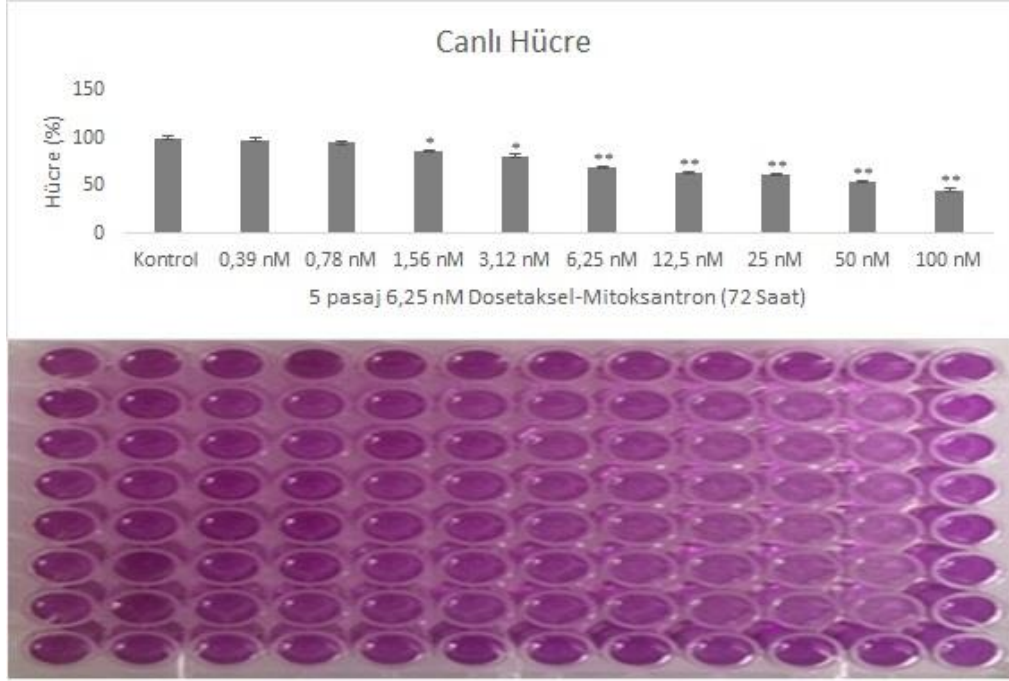 Canlı Hücre
150
100
50
0
Hücre (%)
* * ** ** ** ** **
Kontrol 0,39 nM 0,78 nM 1,56 nM 3,12 nM 6,25 nM 12,5 nM 25 nM 50 nM 100 nM
5 pasaj 6,25 nM Dosetaksel-Mitoksantron (72 Saat)